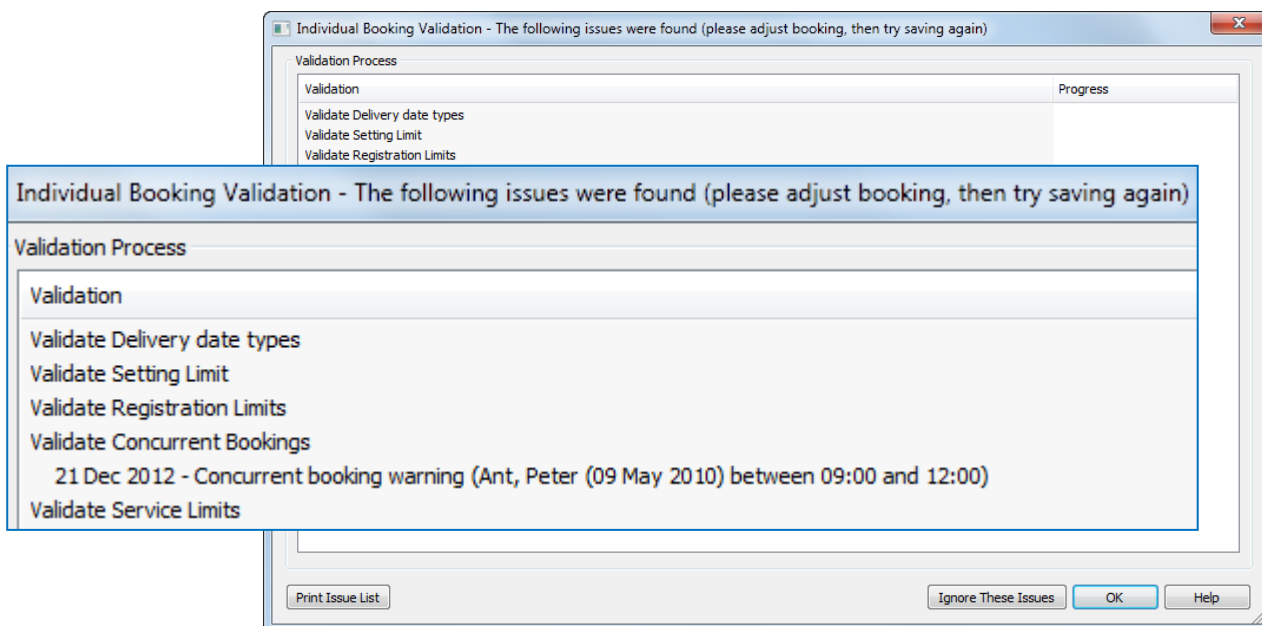 Individual Booking Validation - The following issues were found (please adjust booking, then try saving again)
Validation Process
Validation Progress
Validate Delivery date types
Validate Setting Limit
Validate Registration Limits
Individual Booking Validation - The following issues were found (please adjust booking, then try saving again)
Validation Process
Validation
Validate Delivery date types
Validate Setting Limit
Validate Registration Limits
Validate Concurrent Bookings
21 Dec 2012 - Concurrent booking warning (Ant, Peter (09 May 2010) between 09:00 and 12:00)
Validate Service Limits
Print Issue List Ignore These Issues OK Help